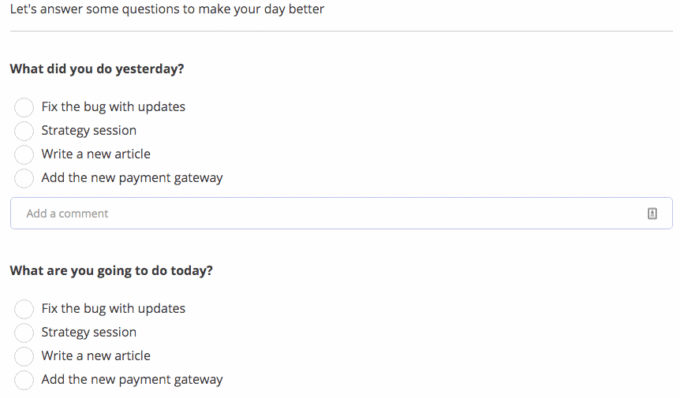 Let's answer some questions to make your day better
What did you do yesterday?
Fix the bug with updates
Strategy session
Write a new article
Add the new payment gateway
Add a comment
What are you going to do today?
Fix the bug with updates
Strategy session
Write a new article
Add the new payment gateway